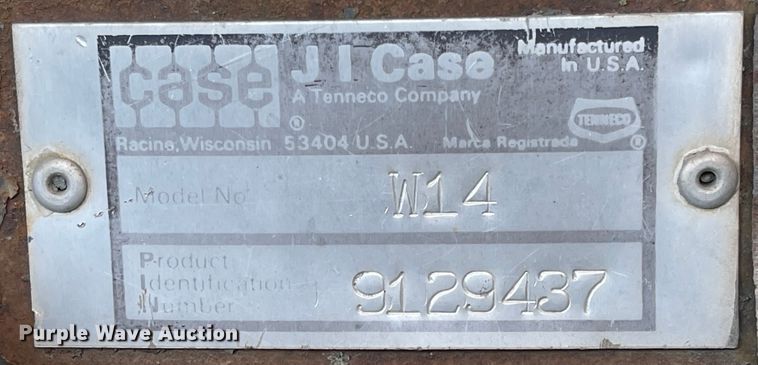 case
J I Case
A Tenneco Company
Manufactured
In U.S.A.
®
Racine, Wisconsin 53404 U.S.A.
Marca Registrada
TENNECO
®
Model No
W14
Product
Identification
Number
9129437
Purple Wave Auction